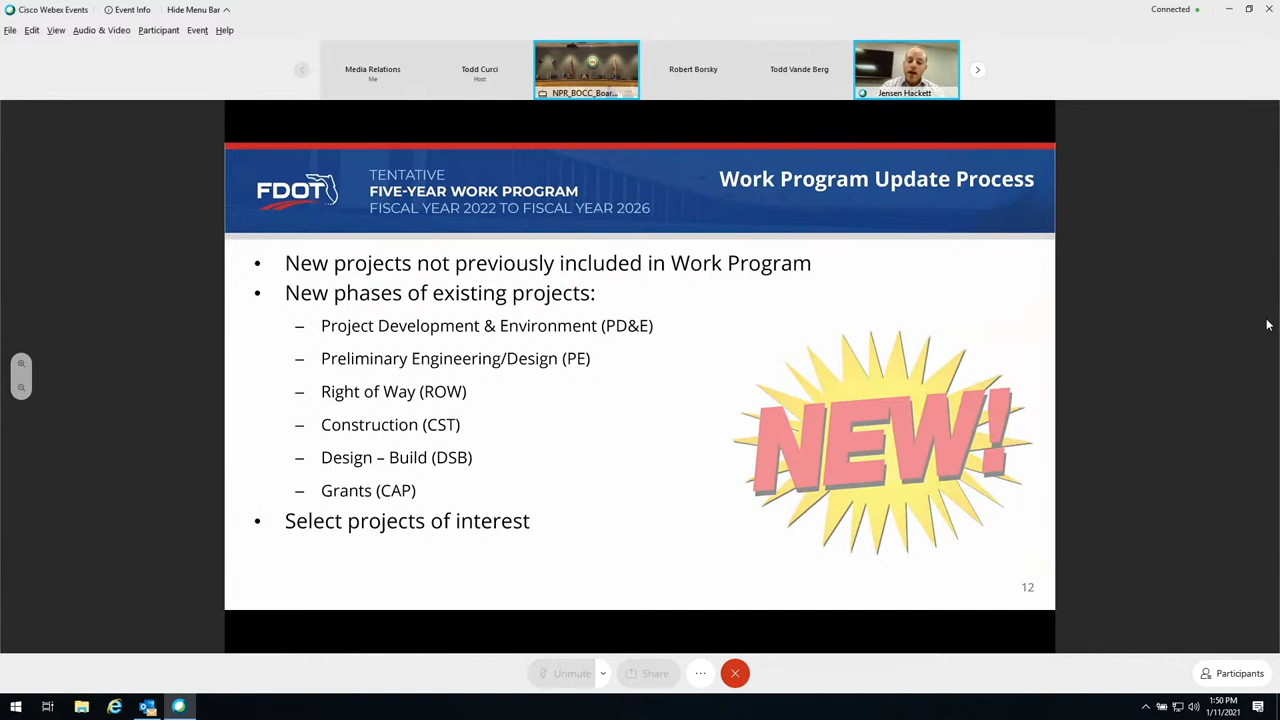 Cisco Webex Events
Event Info
Hide Menu Bar
Connected
File Edit View Audio & Video Participant Event Help
Media Relations
Me
Todd Curci
Host
NPR_BOCC_Boar...
Robert Borsky
Todd Vande Berg
Jensen Hackett
FDOT
TENTATIVE
FIVE-YEAR WORK PROGRAM
FISCAL YEAR 2022 TO FISCAL YEAR 2026
Work Program Update Process
• New projects not previously included in Work Program
• New phases of existing projects:
– Project Development & Environment (PD&E)
– Preliminary Engineering/Design (PE)
– Right of Way (ROW)
– Construction (CST)
– Design – Build (DSB)
– Grants (CAP)
• Select projects of interest
NEW!
12
Unmute
Share
Participants
1:50 PM
1/11/2021